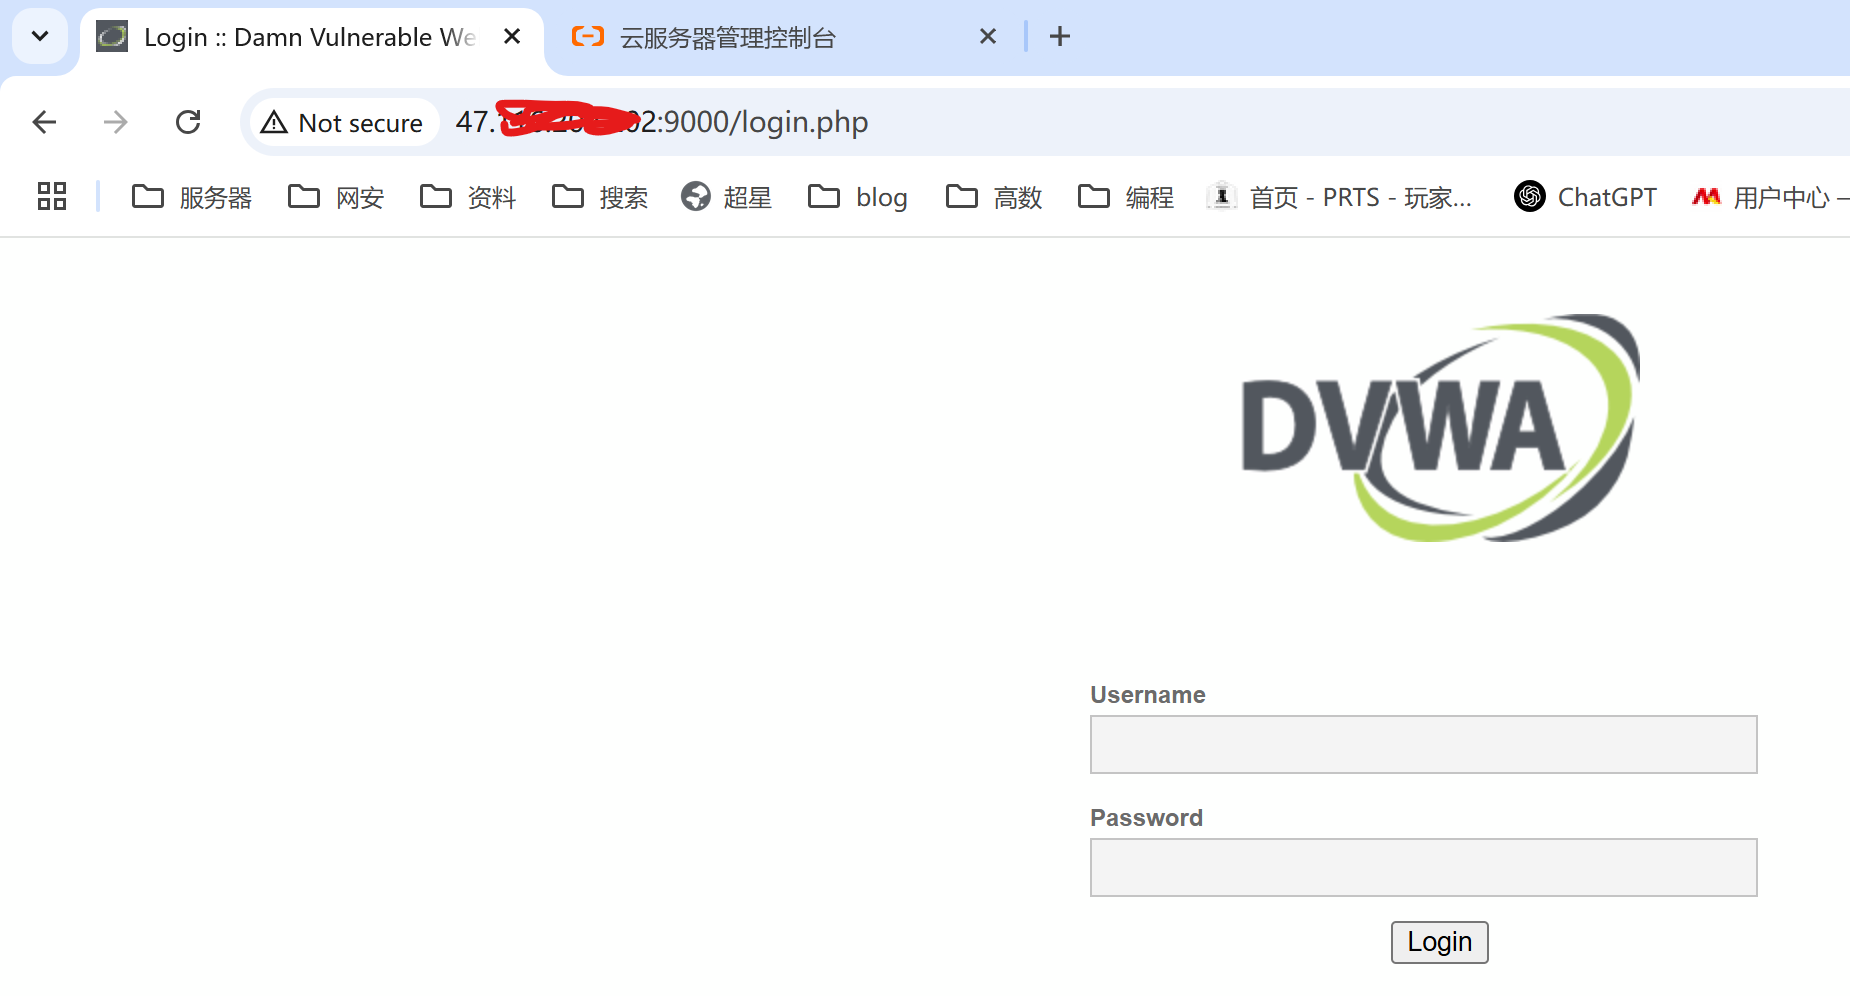 Login :: Damn Vulnerable We
云服务器管理控制台
Not secure 47. 02:9000/login.php
服务器 网安 资料 搜索 超星 blog 高数 编程 首页 - PRTS - 玩家... ChatGPT 用户中心 –
DVWA
Username
Password
Login